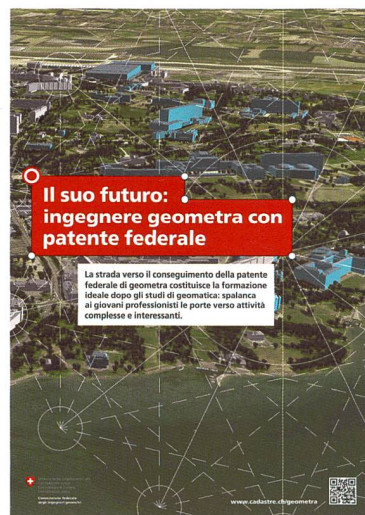 Il suo futuro:
ingegnere geometra con
patente federale
La strada verso il conseguimento della patente
federale di geometra costituisce la formazione
ideale dopo gli studi di geomatica: spalanca
ai giovani professionisti le porte verso attività
complesse e interessanti.
www.cadastre.ch/geometra